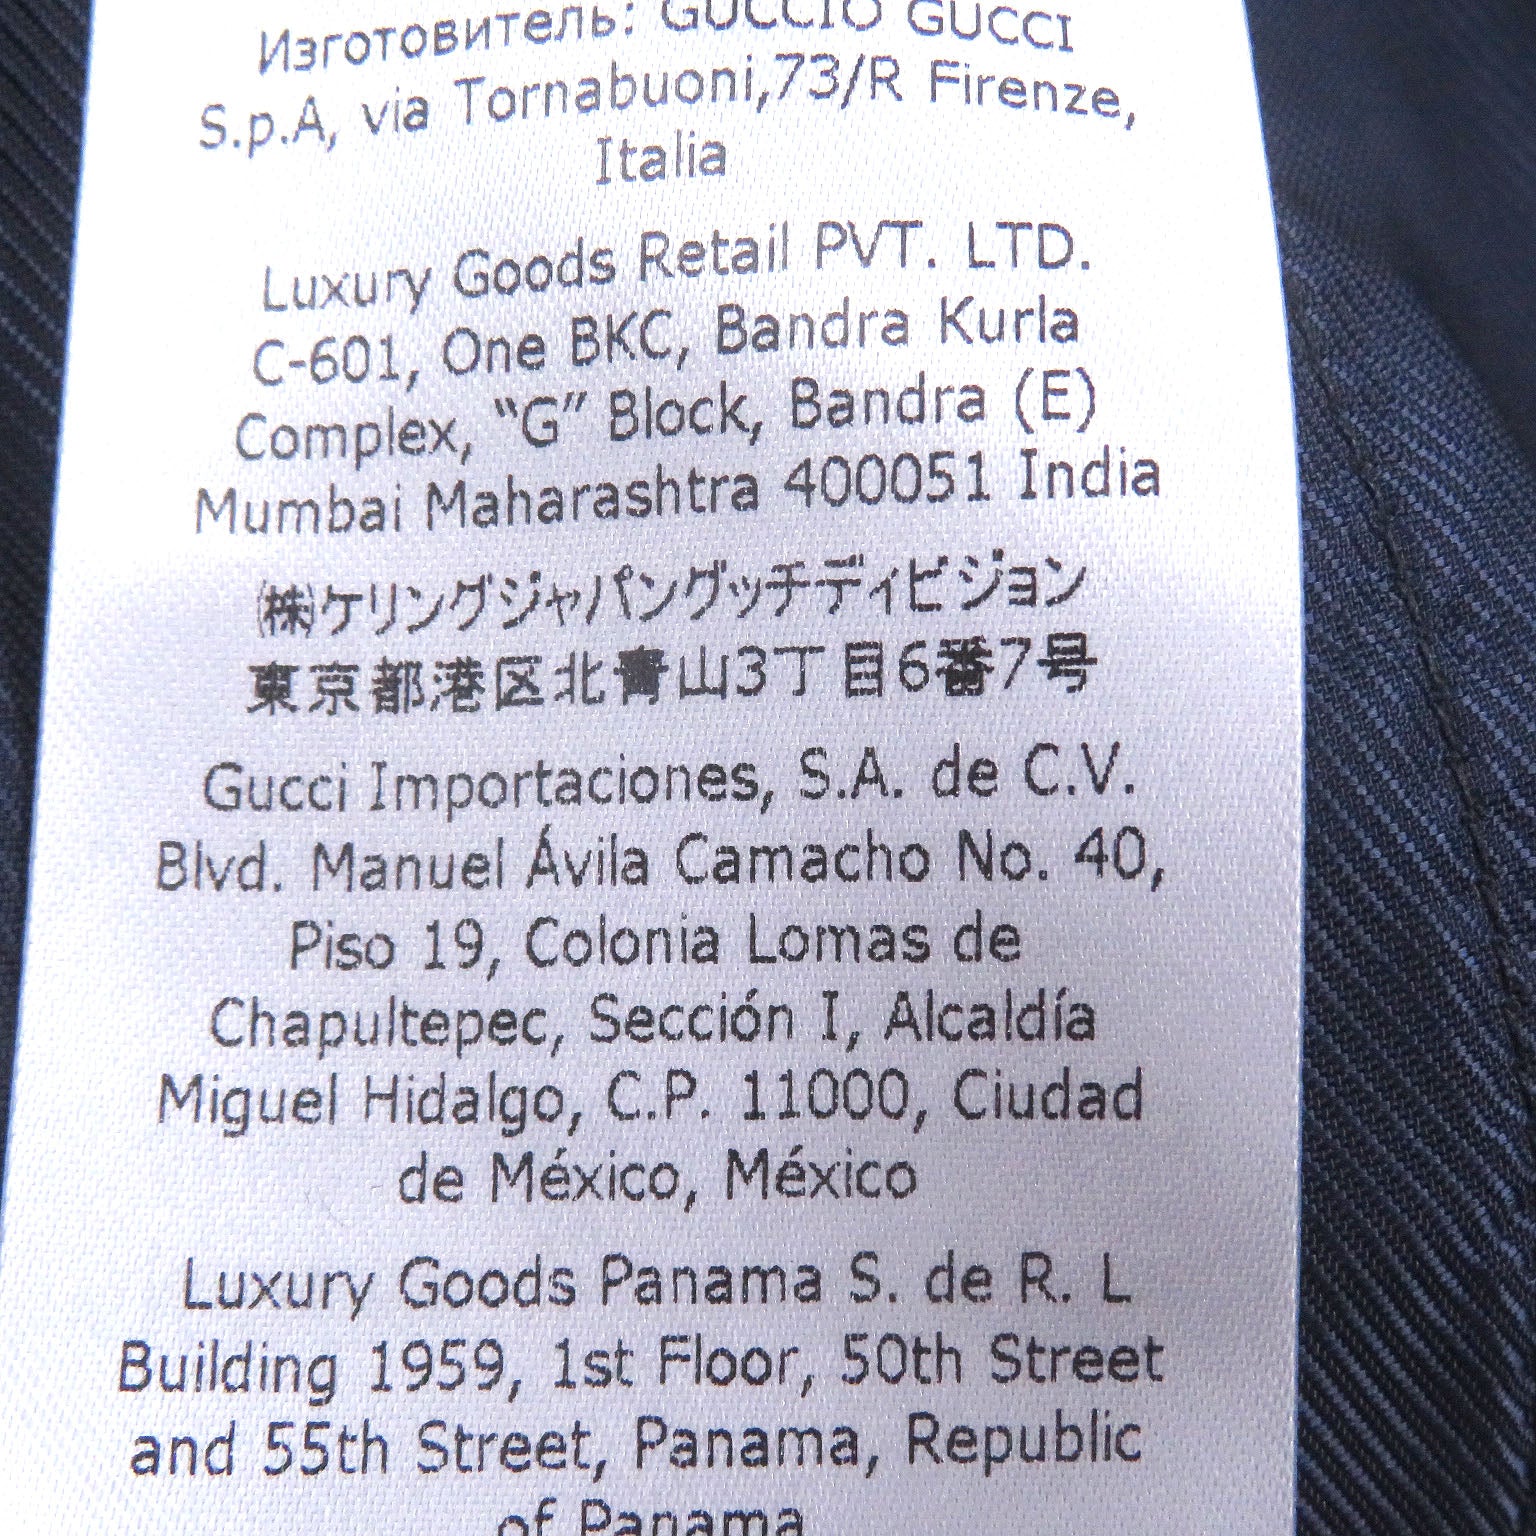 Изготовитель: GUCCIO GUCCI
S.p.A, via Tornabuoni,73/R Firenze,
Italia
Luxury Goods Retail PVT. LTD.
C-601, One BKC, Bandra Kurla
Complex, “G” Block, Bandra (E)
Mumbai Maharashtra 400051 India
㈱ケリングジャパングッチディビジョン
東京都港区北青山3丁目6番7号
Gucci Importaciones, S.A. de C.V.
Blvd. Manuel Ávila Camacho No. 40,
Piso 19, Colonia Lomas de
Chapultepec, Sección I, Alcaldía
Miguel Hidalgo, C.P. 11000, Ciudad
de México, México
Luxury Goods Panama S. de R. L
Building 1959, 1st Floor, 50th Street
and 55th Street, Panama, Republic
of Panama